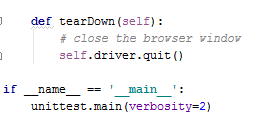 def tearDown(self):
    # close the browser window
    self.driver.quit()
if __name__ == '__main__':
    unittest.main(verbosity=2)